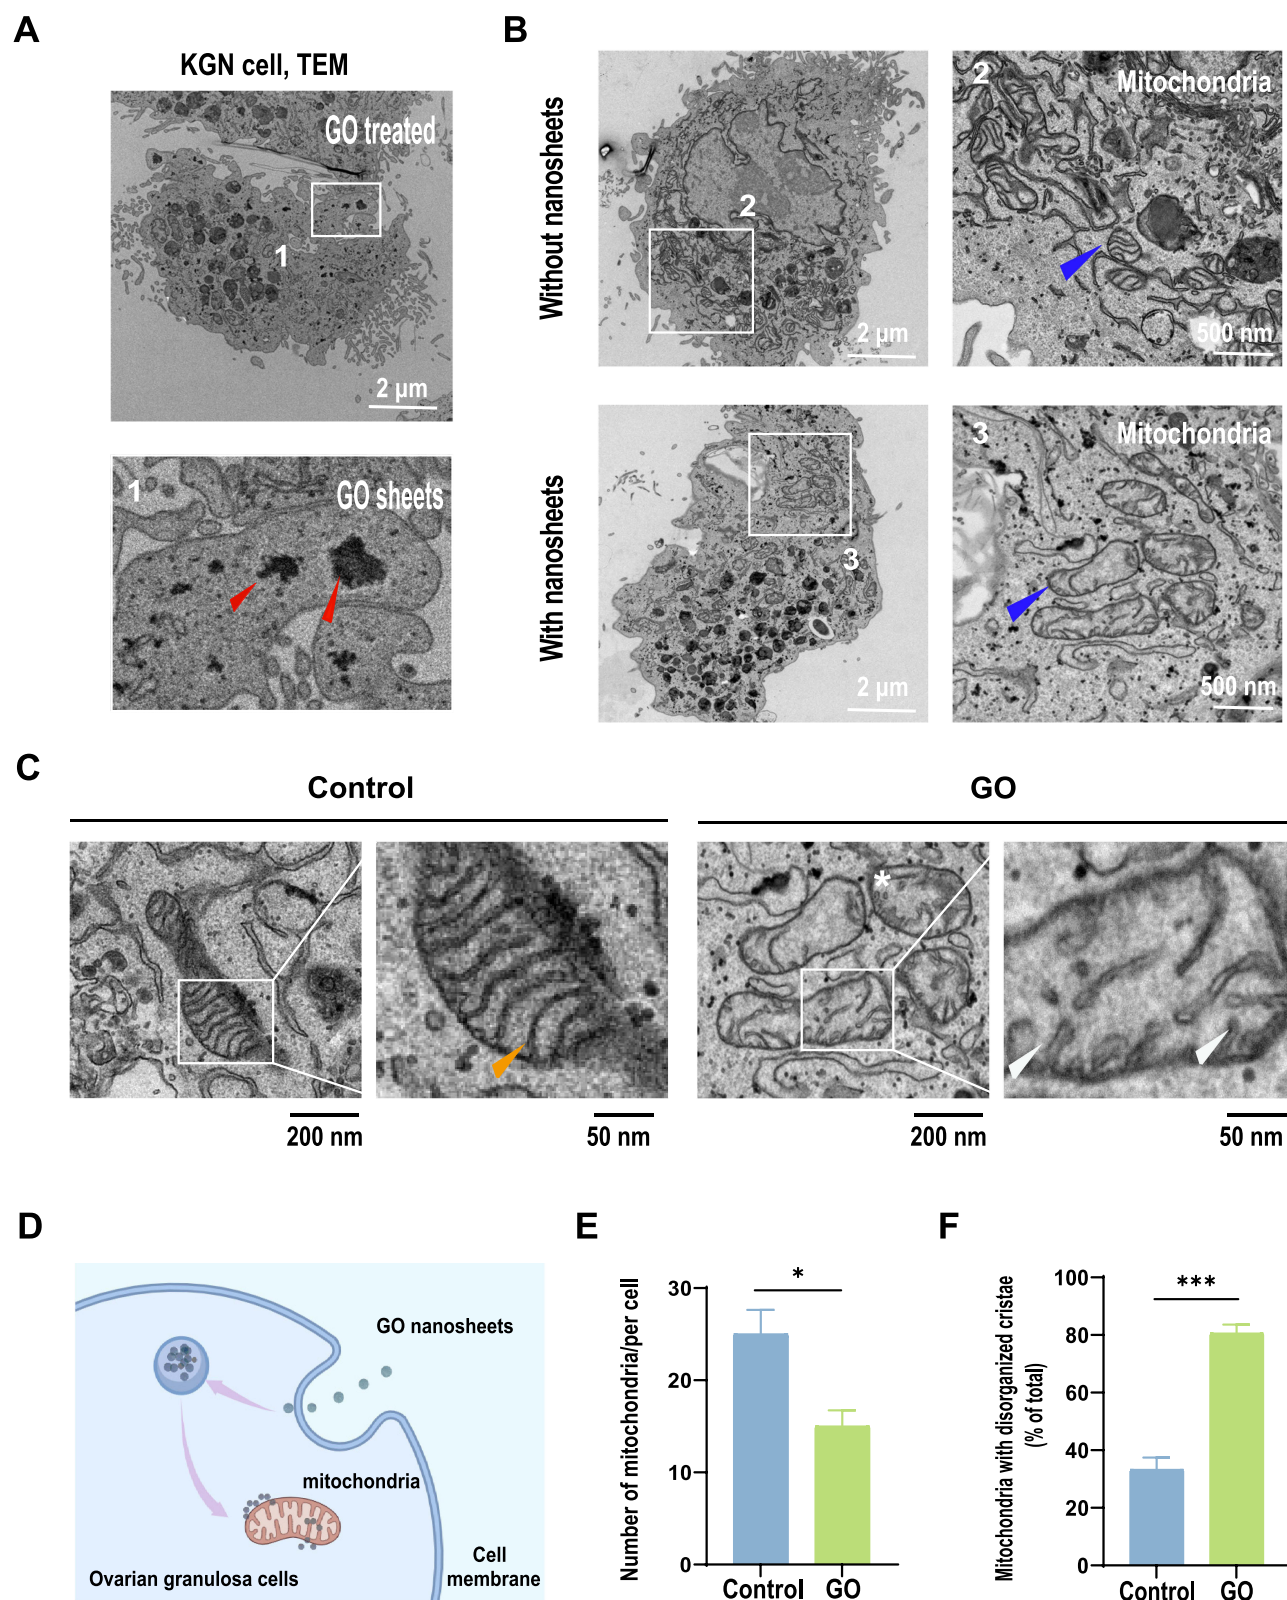 A
KGN cell, TEM
GO treated
1
2 μm
1
GO sheets
B
Without nanosheets
2
2 μm
2
Mitochondria
500 nm
With nanosheets
3
2 μm
3
Mitochondria
500 nm
C
Control
GO
*
200 nm
50 nm
200 nm
50 nm
D
GO nanosheets
mitochondria
Ovarian granulosa cells
Cell
membrane
E
Number of mitochondria/per cell
30
20
10
0
*
Control
GO
F
Mitochondria with disorganized cristae
(% of total)
100
80
60
40
20
0
***
Control
GO